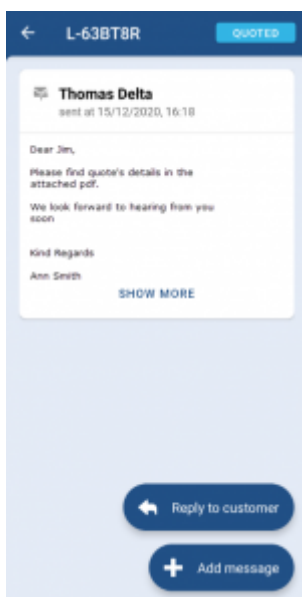 L-63BT8R
QUOTED
Thomas Delta
sent at 15/12/2020, 16:18
Dear Jim,
Please find quote's details in the
attached pdf.
We look forward to hearing from you
soon
Kind Regards
Ann Smith
SHOW MORE
Reply to customer
Add message